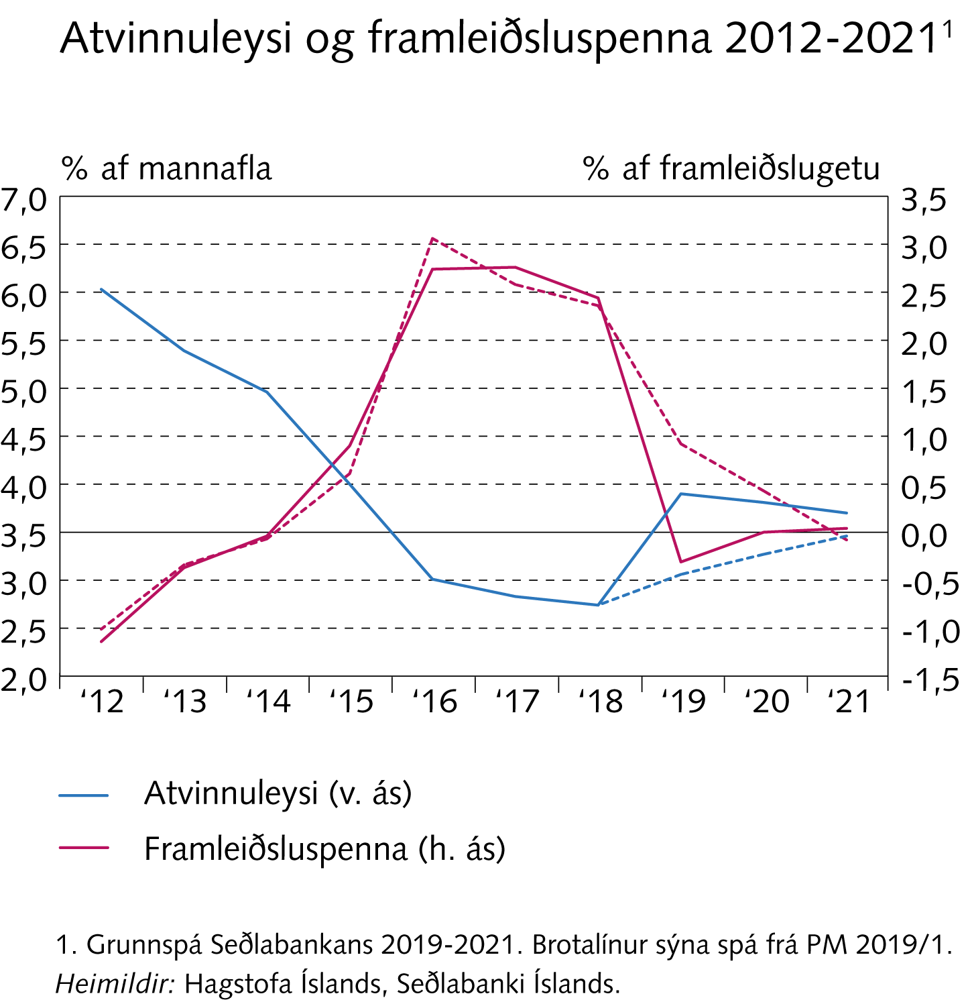 Atvinnuleysi og framleiðsluspenna 2012-2021¹
% af mannafla
% af framleiðslugetu
7,0
3,5
6,5
3,0
6,0
2,5
5,5
2,0
5,0
1,5
4,5
1,0
4,0
0,5
3,5
0,0
3,0
-0,5
2,5
-1,0
2,0
-1,5
‘12 ‘13 ‘14 ‘15 ‘16 ‘17 ‘18 ‘19 ‘20 ‘21
Atvinnuleysi (v. ás)
Framleiðsluspenna (h. ás)
1. Grunnspá Seðlabankans 2019-2021. Brotalínur sýna spá frá PM 2019/1.
Heimildir: Hagstofa Íslands, Seðlabanki Íslands.